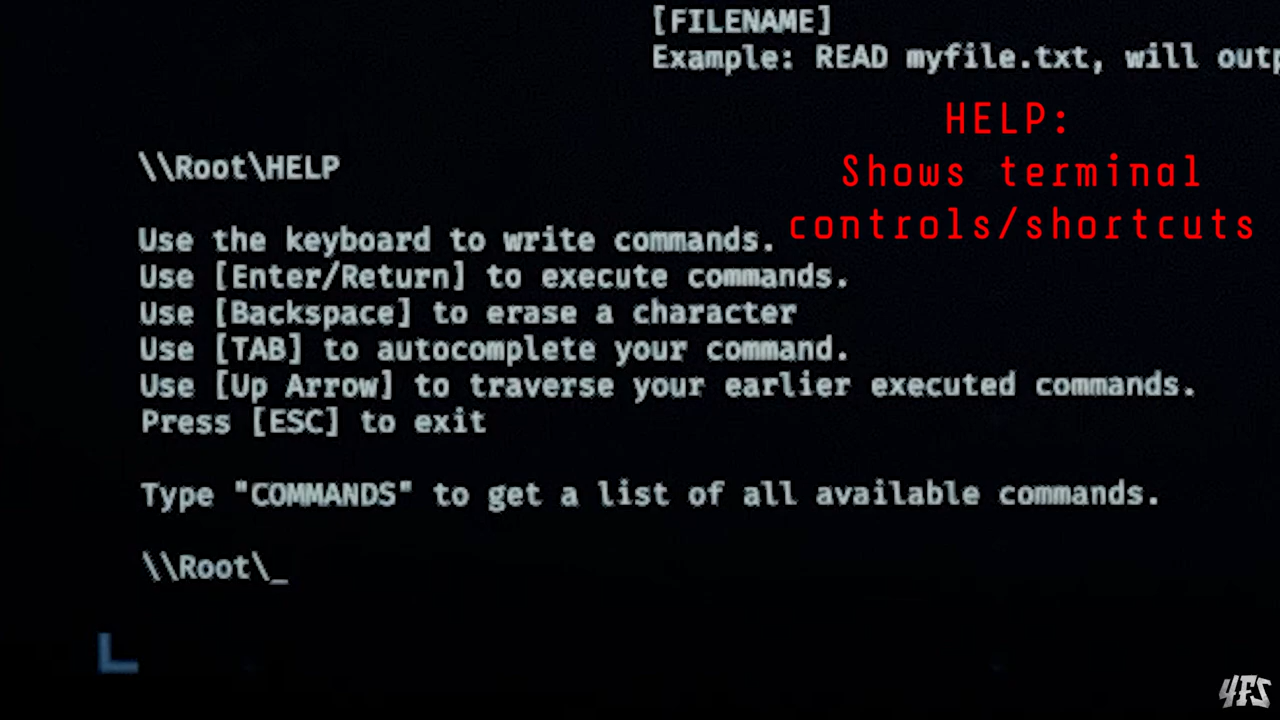 [FILENAME]
Example: READ myfile.txt, will outp
HELP:
Shows terminal
controls/shortcuts
\\Root\HELP
Use the keyboard to write commands.
Use [Enter/Return] to execute commands.
Use [Backspace] to erase a character
Use [TAB] to autocomplete your command.
Use [Up Arrow] to traverse your earlier executed commands.
Press [ESC] to exit
Type "COMMANDS" to get a list of all available commands.
\\Root\_
4FS